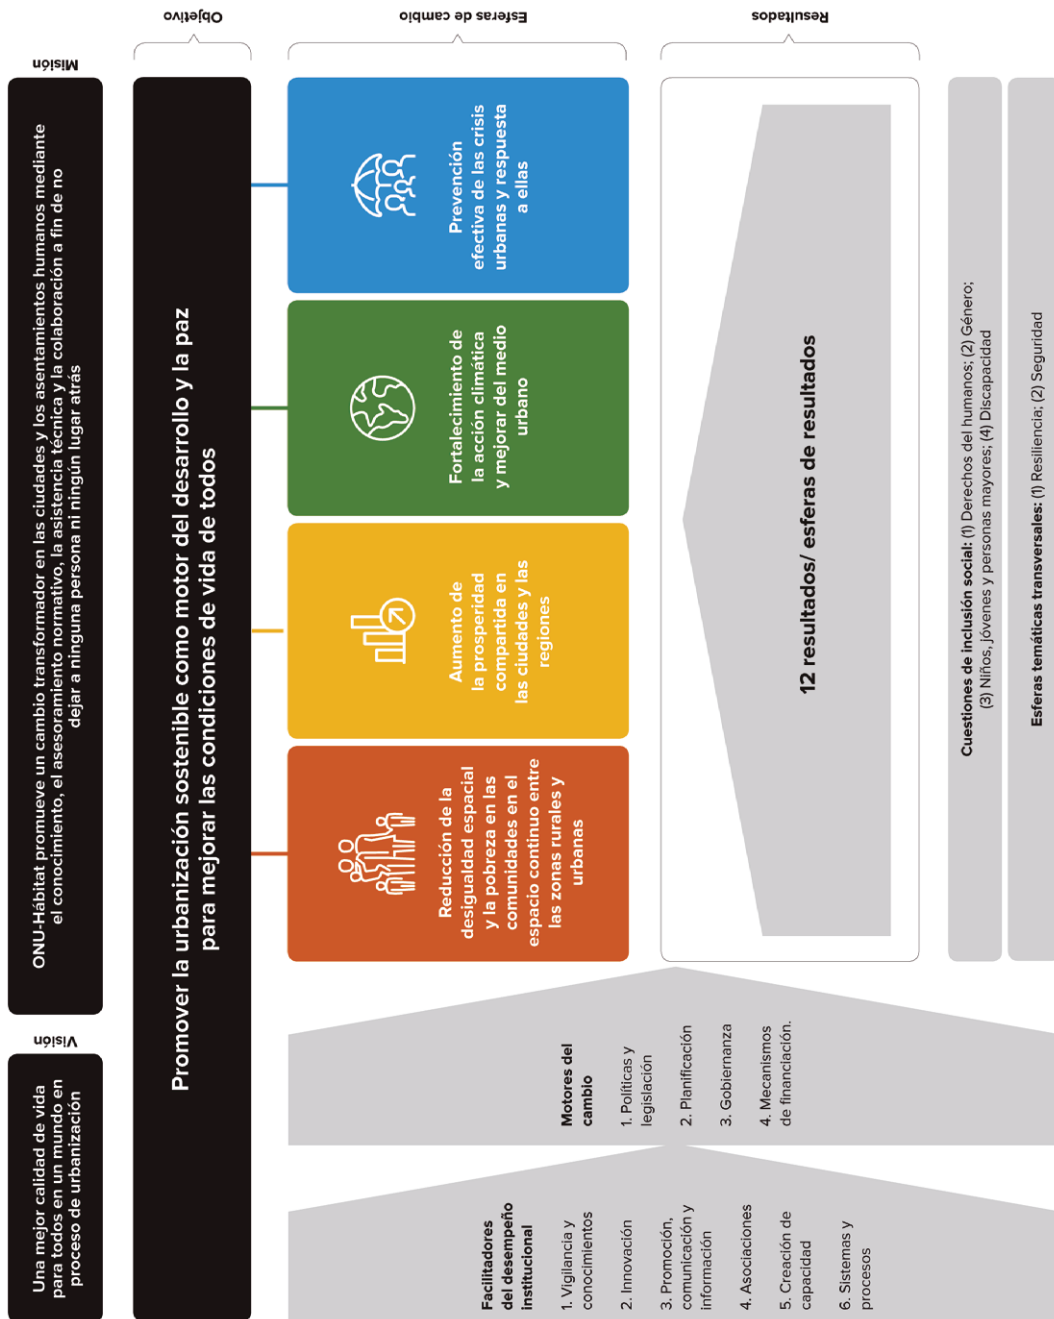 Visión
Una mejor calidad de vida
para todos en un mundo en
proceso de urbanización
Misión
ONU-Hábitat promueve un cambio transformador en las ciudades y los asentamientos humanos mediante
el conocimiento, el asesoramiento normativo, la asistencia técnica y la colaboración a fin de no
dejar a ninguna persona ni ningún lugar atrás
Objetivo
Promover la urbanización sostenible como motor del desarrollo y la paz
para mejorar las condiciones de vida de todos
Esferas de cambio
Reducción de la
desigualdad espacial
y la pobreza en las
comunidades en el
espacio continuo entre
las zonas rurales y
urbanas
Aumento de
la prosperidad
compartida en
las ciudades y las
regiones
Fortalecimiento de
la acción climática
y mejorar del medio
urbano
Prevención
efectiva de las crisis
urbanas y respuesta
a ellas
Resultados
12 resultados/ esferas de resultados
Facilitadores
del desempeño
institucional
1. Vigilancia y
conocimientos
2. Innovación
3. Promoción,
comunicación y
información
4. Asociaciones
5. Creación de
capacidad
6. Sistemas y
procesos
Motores del
cambio
1. Políticas y
legislación
2. Planificación
3. Gobiernanza
4. Mecanismos
de financiación.
Cuestiones de inclusión social: (1) Derechos del humanos; (2) Género;
(3) Niños, jóvenes y personas mayores; (4) Discapacidad
Esferas temáticas transversales: (1) Resiliencia; (2) Seguridad